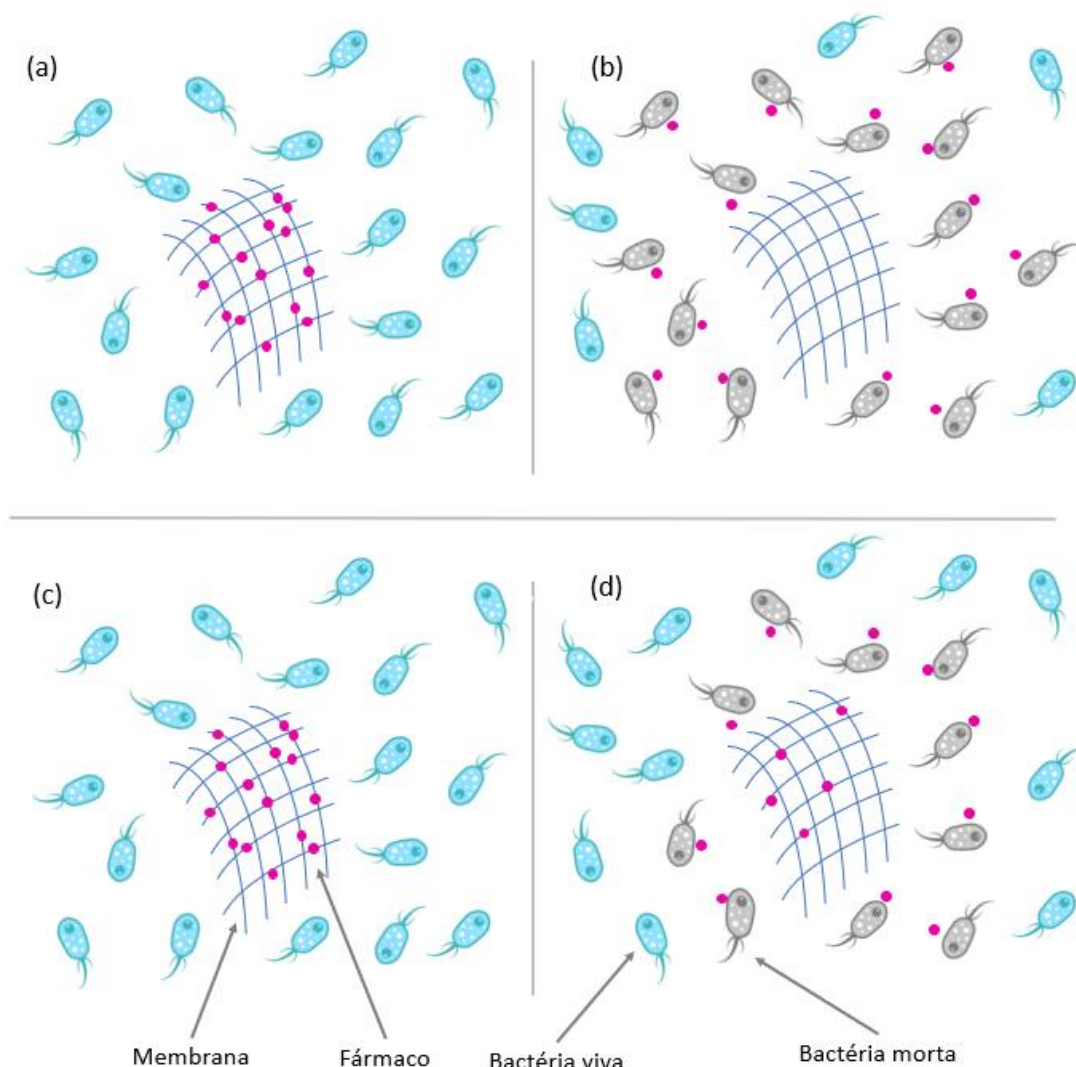 (a)
(b)
(c)
(d)
Membrana
Fármaco
Bactéria viva
Bactéria morta